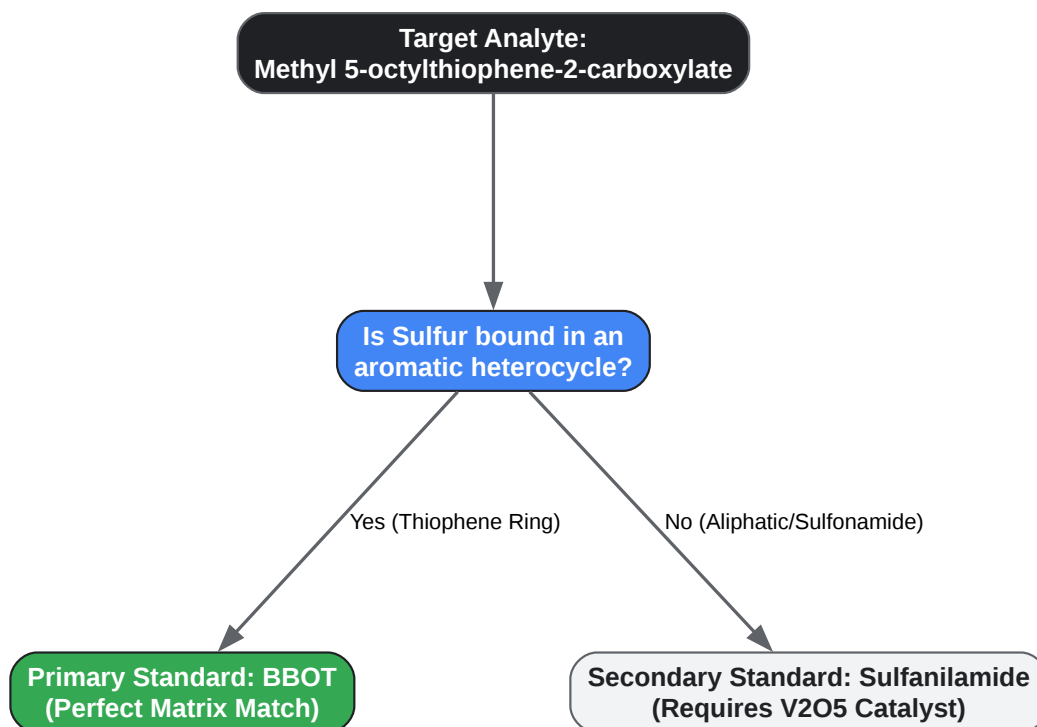 Target Analyte:
Methyl 5-octylthiophene-2-carboxylate
Is Sulfur bound in an
aromatic heterocycle?
Yes (Thiophene Ring)
No (Aliphatic/Sulfonamide)
Primary Standard: BBOT
(Perfect Matrix Match)
Secondary Standard: Sulfanilamide
(Requires V2O5 Catalyst)